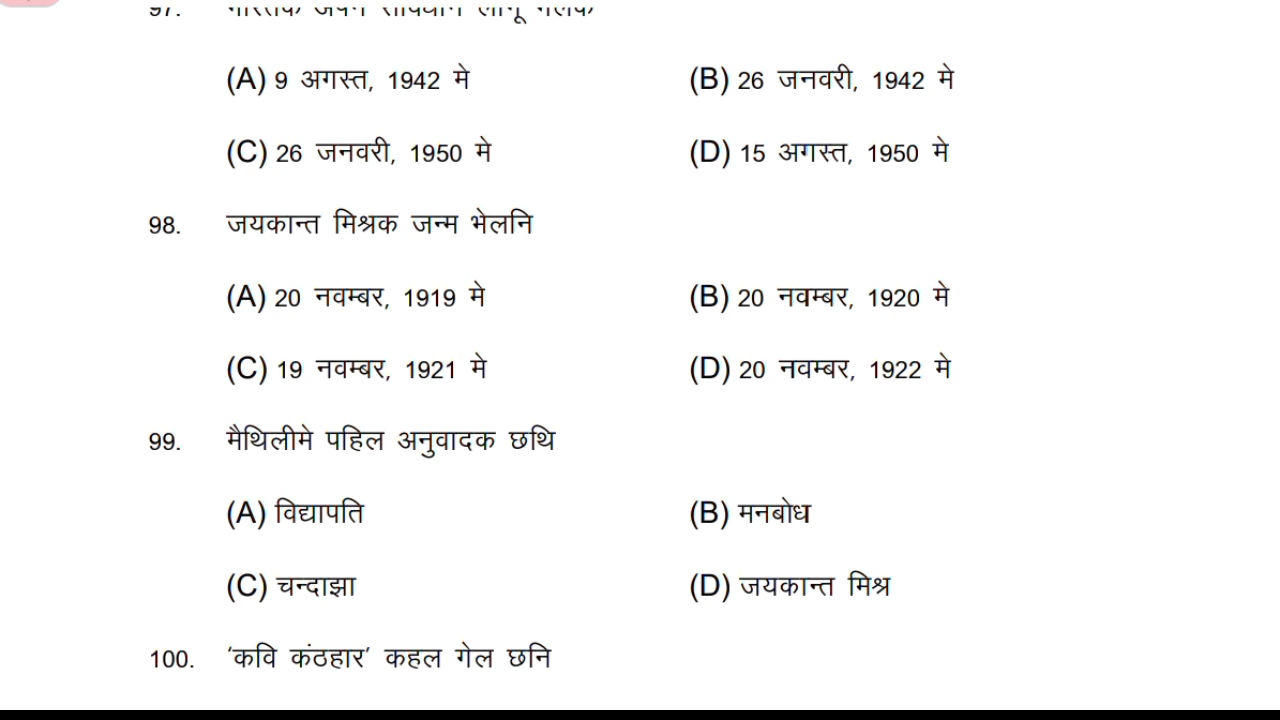 97.
(A) 9 अगस्त, 1942 मे (B) 26 जनवरी, 1942 मे
(C) 26 जनवरी, 1950 मे (D) 15 अगस्त, 1950 मे
98. जयकान्त मिश्रक जन्म भेलनि
(A) 20 नवम्बर, 1919 मे (B) 20 नवम्बर, 1920 मे
(C) 19 नवम्बर, 1921 मे (D) 20 नवम्बर, 1922 मे
99. मैथिलीमे पहिल अनुवादक छथि
(A) विद्यापति (B) मनबोध
(C) चन्दाझा (D) जयकान्त मिश्र
100. ‘कवि कंठहार’ कहल गेल छनि